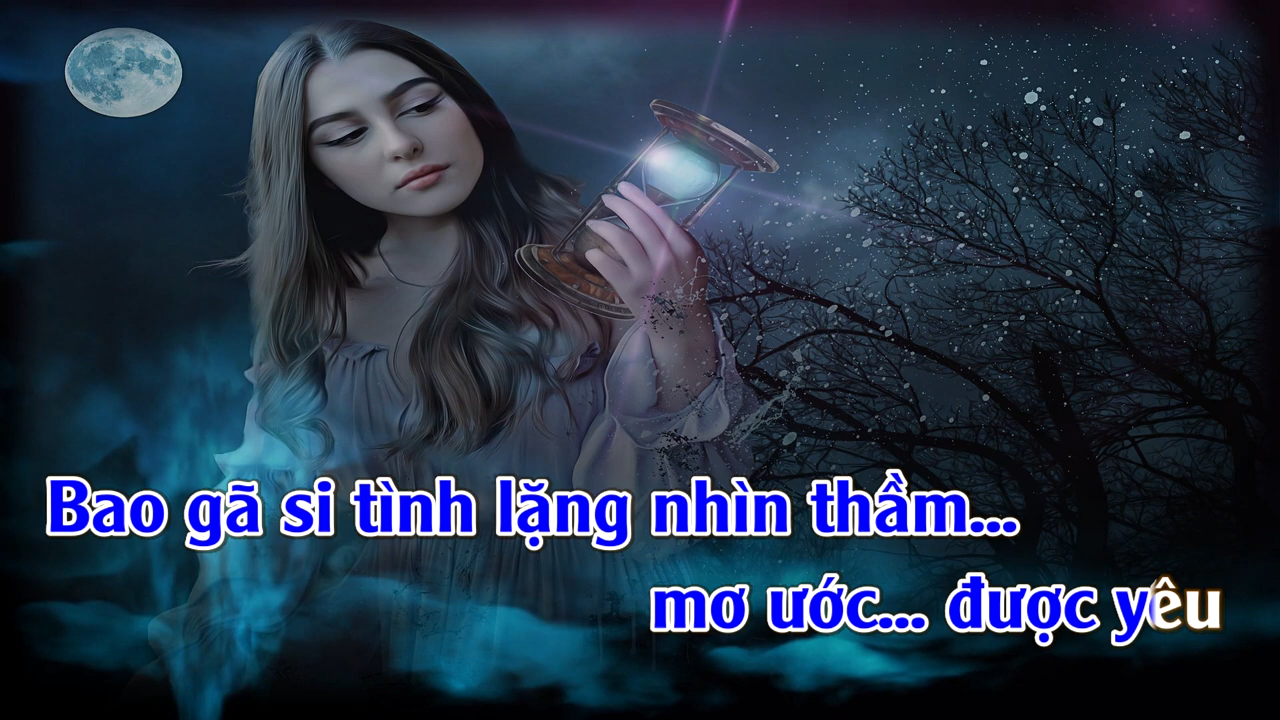 Bao gã si tình lặng nhìn thầm...
mơ ước... được yêu